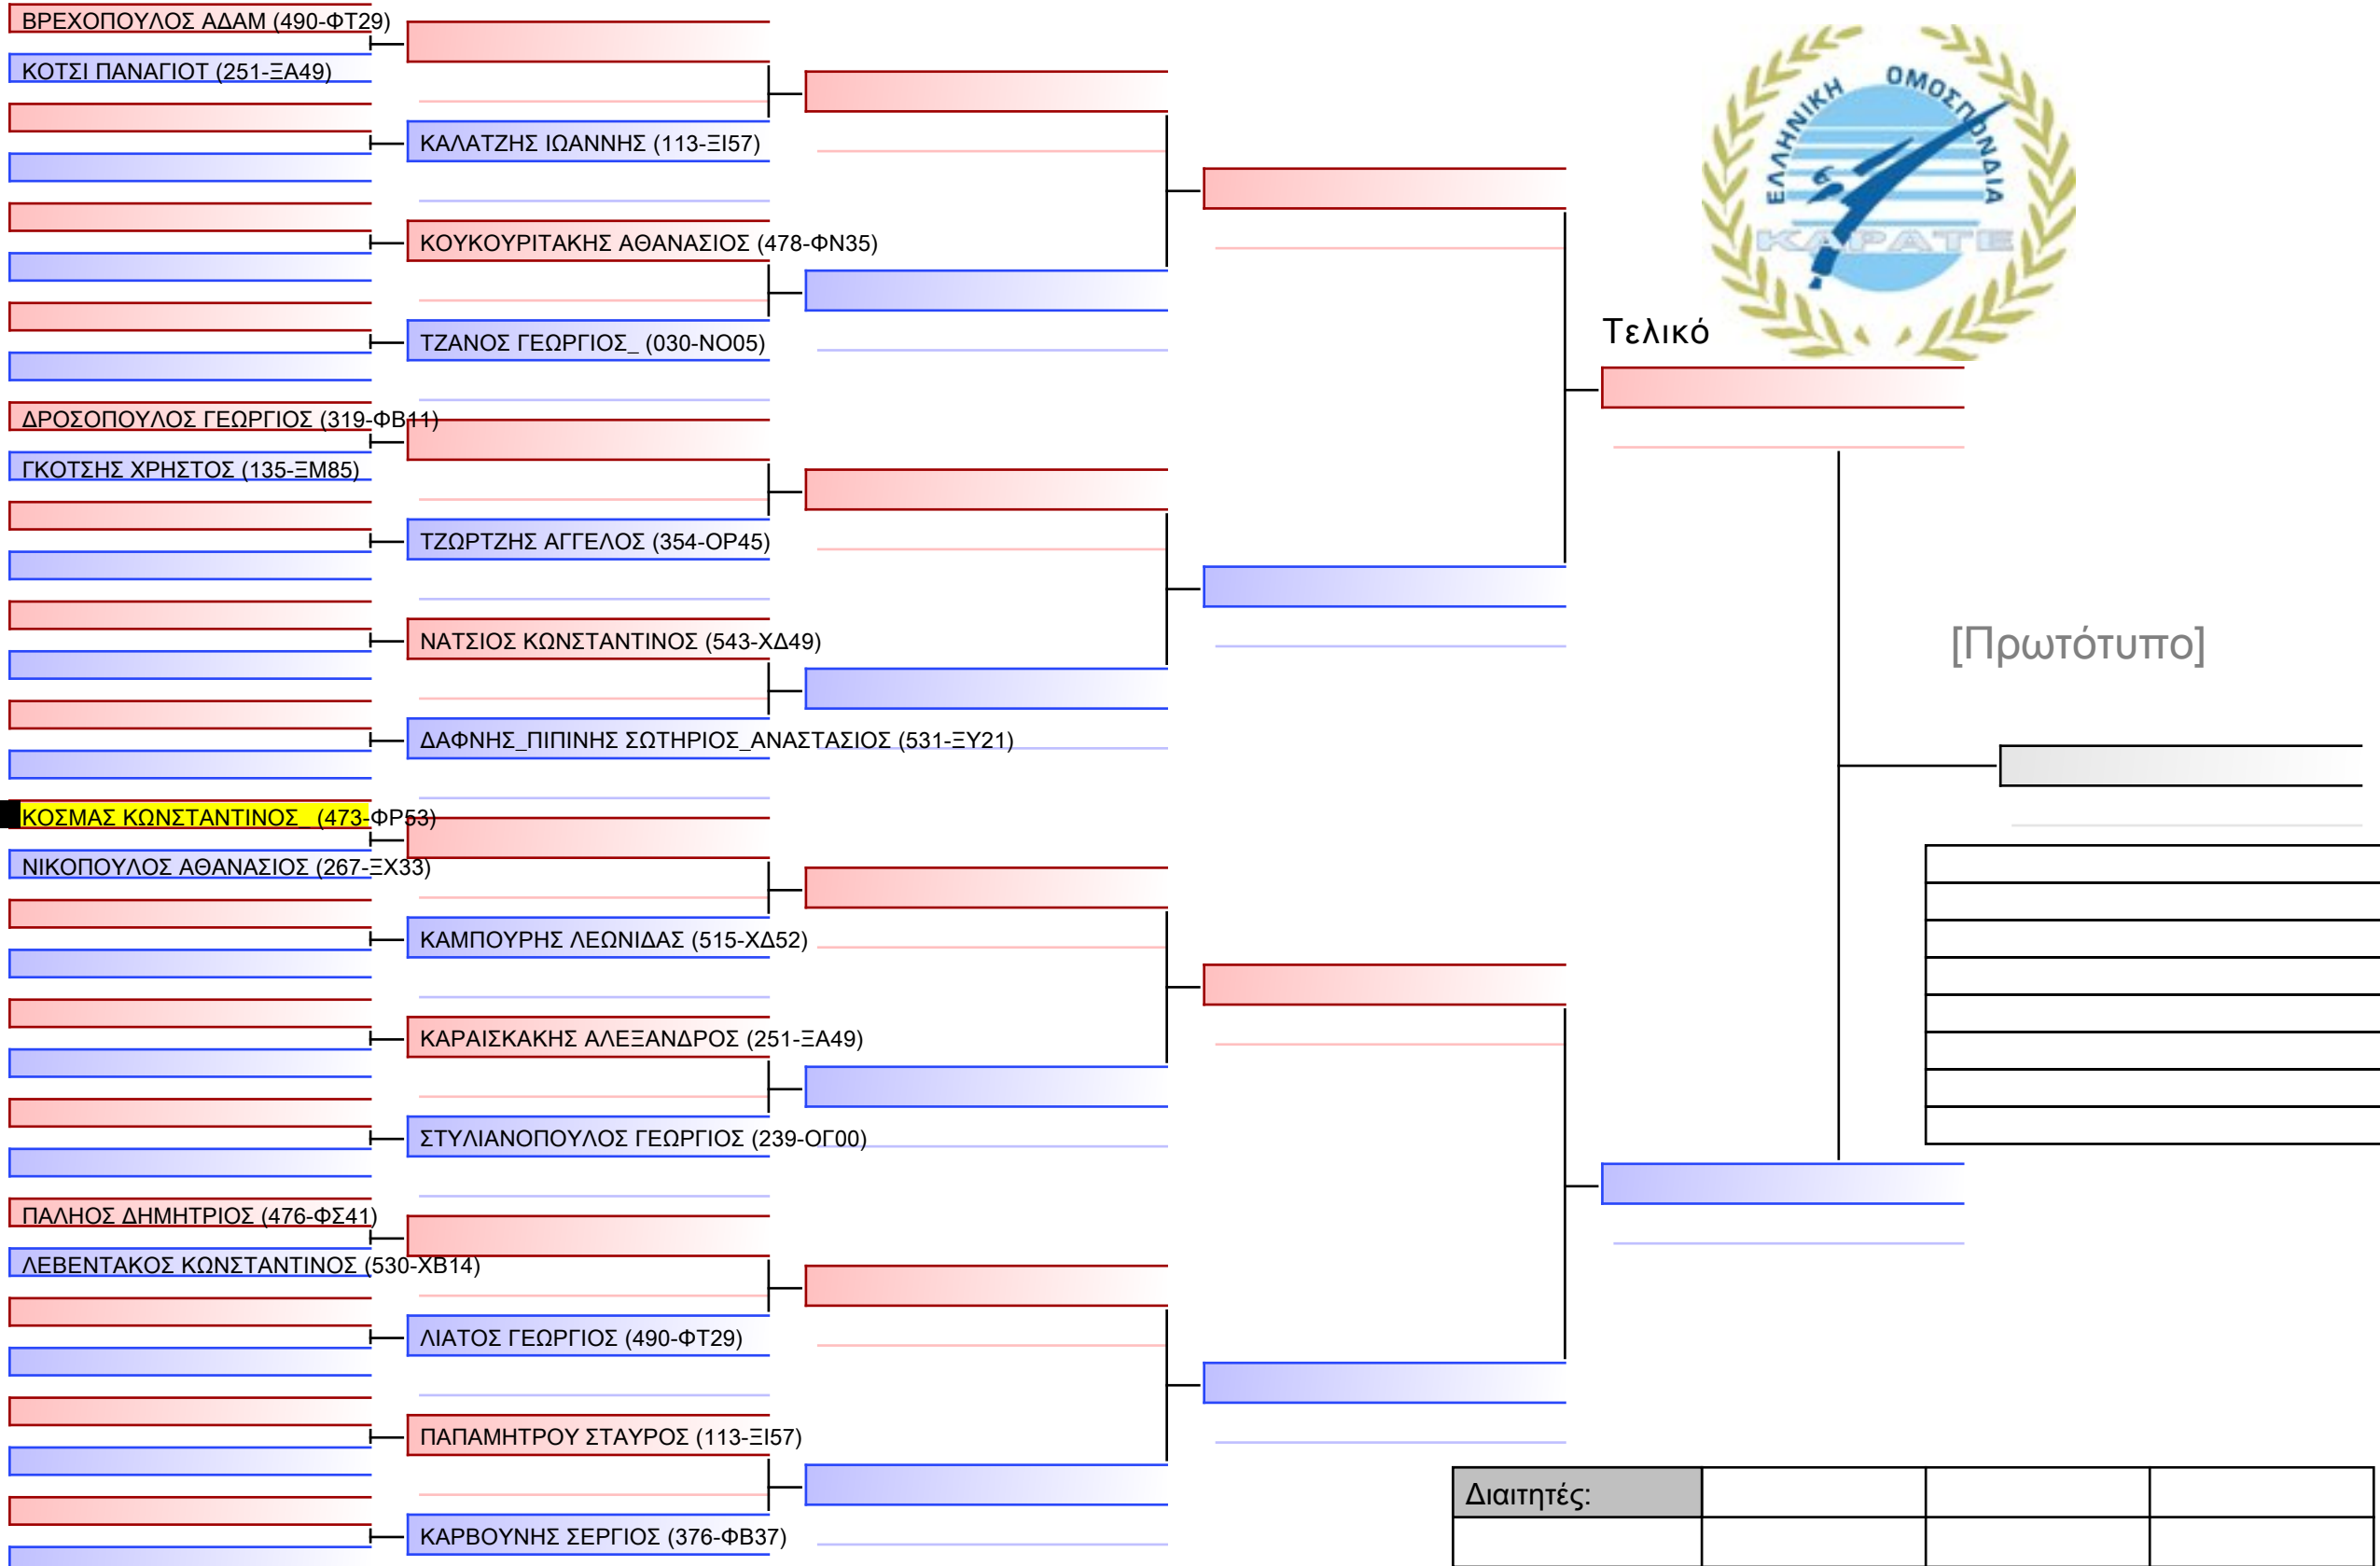 ΒΡΕΧΟΠΟΥΛΟΣ ΑΔΑΜ (490-ΦΤ29)
ΚΟΤΣΙ ΠΑΝΑΓΙΟΤ (251-ΞΑ49)
ΚΑΛΑΤΖΗΣ ΙΩΑΝΝΗΣ (113-ΞΙ57)
ΚΟΥΚΟΥΡΙΤΑΚΗΣ ΑΘΑΝΑΣΙΟΣ (478-ΦΝ35)
ΤΖΑΝΟΣ ΓΕΩΡΓΙΟΣ_ (030-ΝΟ05)
ΔΡΟΣΟΠΟΥΛΟΣ ΓΕΩΡΓΙΟΣ (319-ΦΒ11)
ΓΚΟΤΣΗΣ ΧΡΗΣΤΟΣ (135-ΞΜ85)
ΤΖΩΡΤΖΗΣ ΑΓΓΕΛΟΣ (354-ΟΡ45)
ΝΑΤΣΙΟΣ ΚΩΝΣΤΑΝΤΙΝΟΣ (543-ΧΔ49)
ΔΑΦΝΗΣ_ΠΙΠΙΝΗΣ ΣΩΤΗΡΙΟΣ_ΑΝΑΣΤΑΣΙΟΣ (531-ΞΥ21)
ΚΟΣΜΑΣ ΚΩΝΣΤΑΝΤΙΝΟΣ_ (473-ΦΡ53)
ΝΙΚΟΠΟΥΛΟΣ ΑΘΑΝΑΣΙΟΣ (267-ΞΧ33)
ΚΑΜΠΟΥΡΗΣ ΛΕΩΝΙΔΑΣ (515-ΧΔ52)
ΚΑΡΑΙΣΚΑΚΗΣ ΑΛΕΞΑΝΔΡΟΣ (251-ΞΑ49)
ΣΤΥΛΙΑΝΟΠΟΥΛΟΣ ΓΕΩΡΓΙΟΣ (239-ΟΓ00)
ΠΑΛΗΟΣ ΔΗΜΗΤΡΙΟΣ (476-ΦΣ41)
ΛΕΒΕΝΤΑΚΟΣ ΚΩΝΣΤΑΝΤΙΝΟΣ (530-ΧΒ14)
ΛΙΑΤΟΣ ΓΕΩΡΓΙΟΣ (490-ΦΤ29)
ΠΑΠΑΜΗΤΡΟΥ ΣΤΑΥΡΟΣ (113-ΞΙ57)
ΚΑΡΒΟΥΝΗΣ ΣΕΡΓΙΟΣ (376-ΦΒ37)
ΕΛΛΗΝΙΚΗ ΟΜΟΣΠΟΝΔΙΑ
ΚΑΡΑΤΕ
Τελικό
[Πρωτότυπο]
Διαιτητές: